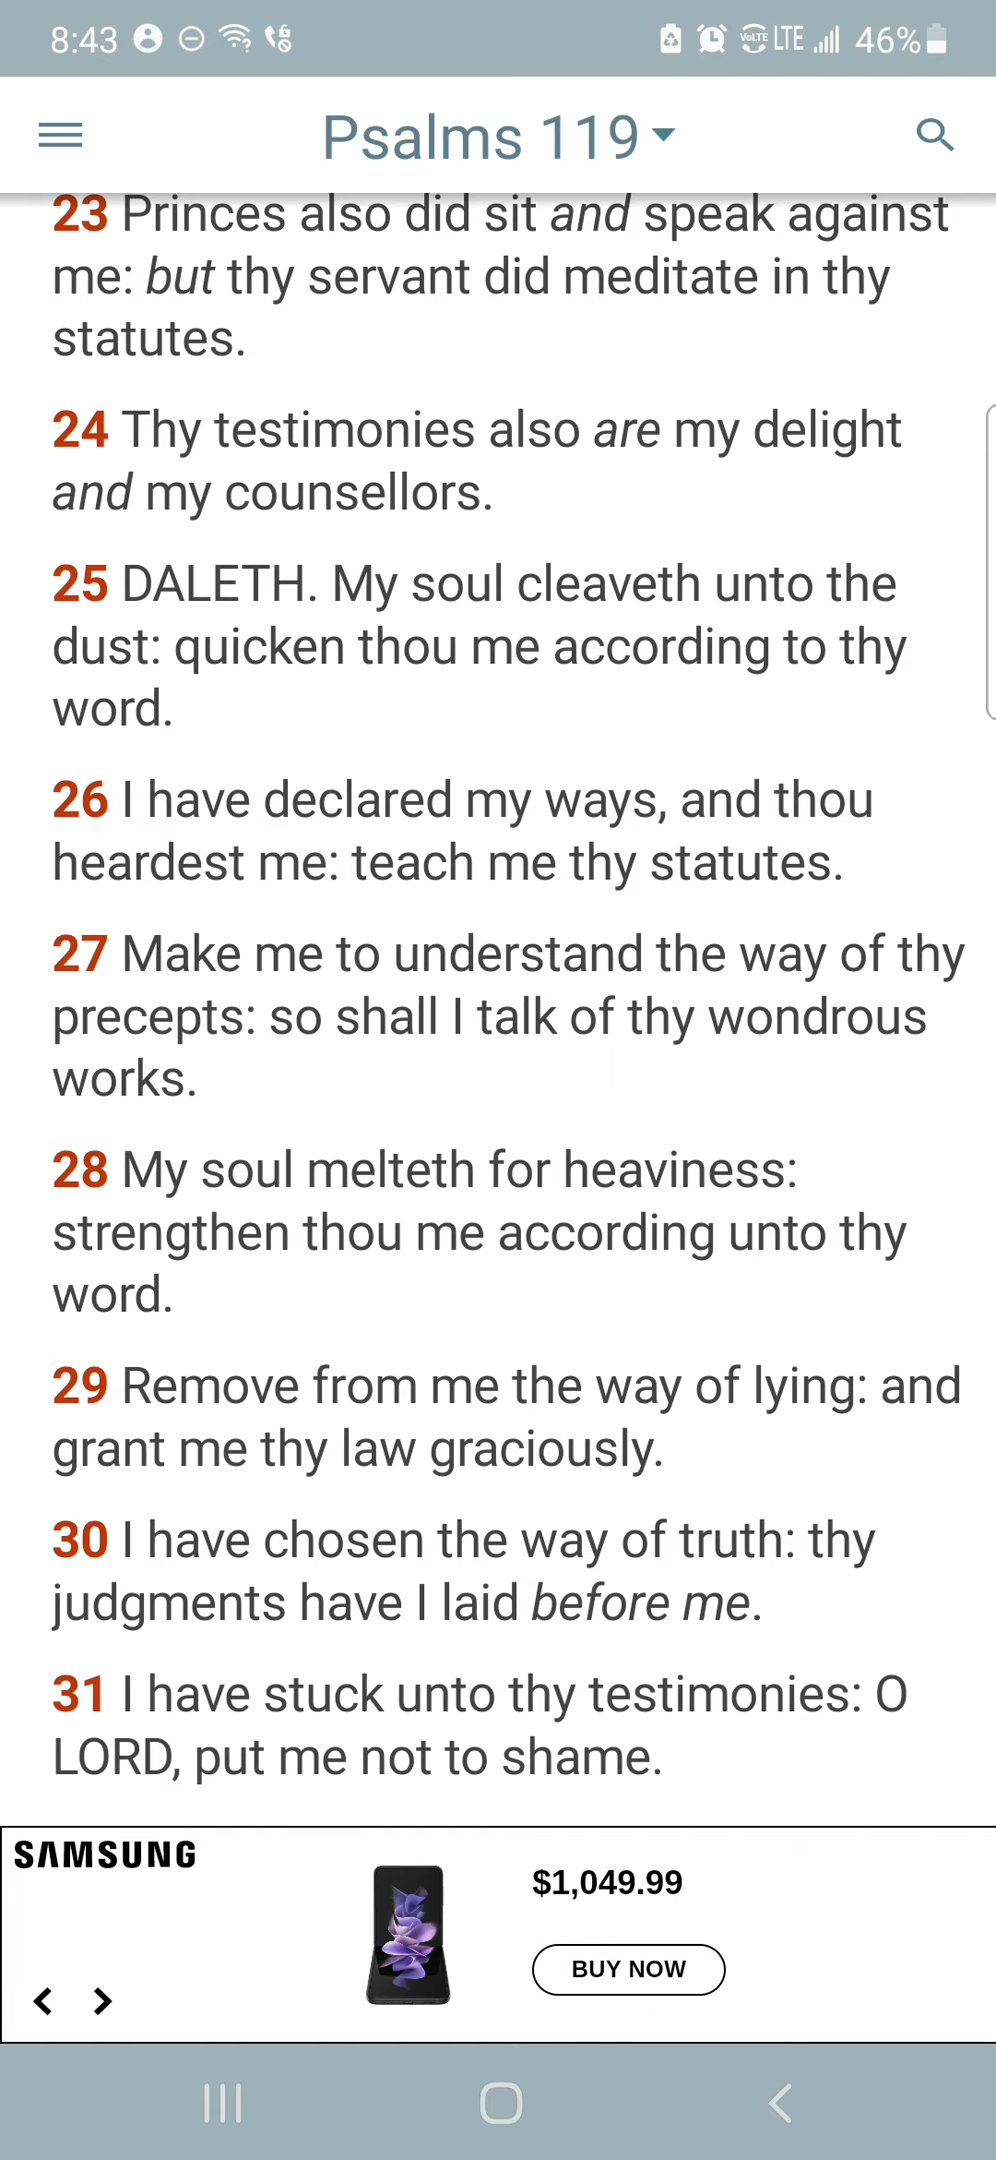 8:43 VoLTE LTE 46%
Psalms 119
23 Princes also did sit and speak against
me: but thy servant did meditate in thy
statutes.
24 Thy testimonies also are my delight
and my counsellors.
25 DALETH. My soul cleaveth unto the
dust: quicken thou me according to thy
word.
26 I have declared my ways, and thou
heardest me: teach me thy statutes.
27 Make me to understand the way of thy
precepts: so shall I talk of thy wondrous
works.
28 My soul melteth for heaviness:
strengthen thou me according unto thy
word.
29 Remove from me the way of lying: and
grant me thy law graciously.
30 I have chosen the way of truth: thy
judgments have I laid before me.
31 I have stuck unto thy testimonies: O
LORD, put me not to shame.
SAMSUNG
$1,049.99
BUY NOW